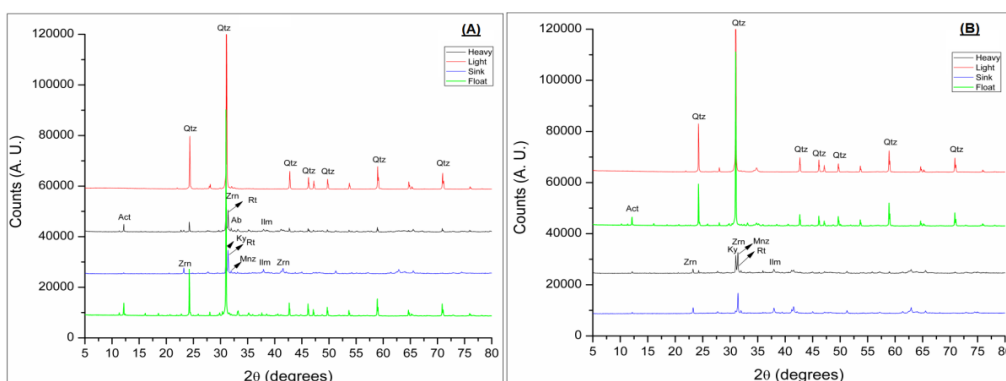 (A)
Counts (A. U.)
120000
100000
80000
60000
40000
20000
0
5 10 15 20 25 30 35 40 45 50 55 60 65 70 75 80
2θ (degrees)
Heavy
Light
Sink
Float
Qtz
Qtz
Qtz
Qtz
Qtz
Qtz
Qtz
Act
Zrn
Rt
Ab
Ilm
Zrn
Ky
Rt
Mnz
Ilm
Zrn
(B)
Counts (A. U.)
120000
100000
80000
60000
40000
20000
0
5 10 15 20 25 30 35 40 45 50 55 60 65 70 75 80
2θ (degrees)
Heavy
Light
Sink
Float
Qtz
Qtz
Qtz
Qtz
Qtz
Qtz
Qtz
Act
Zrn
Ky
Zrn
Mnz
Rt
Ilm